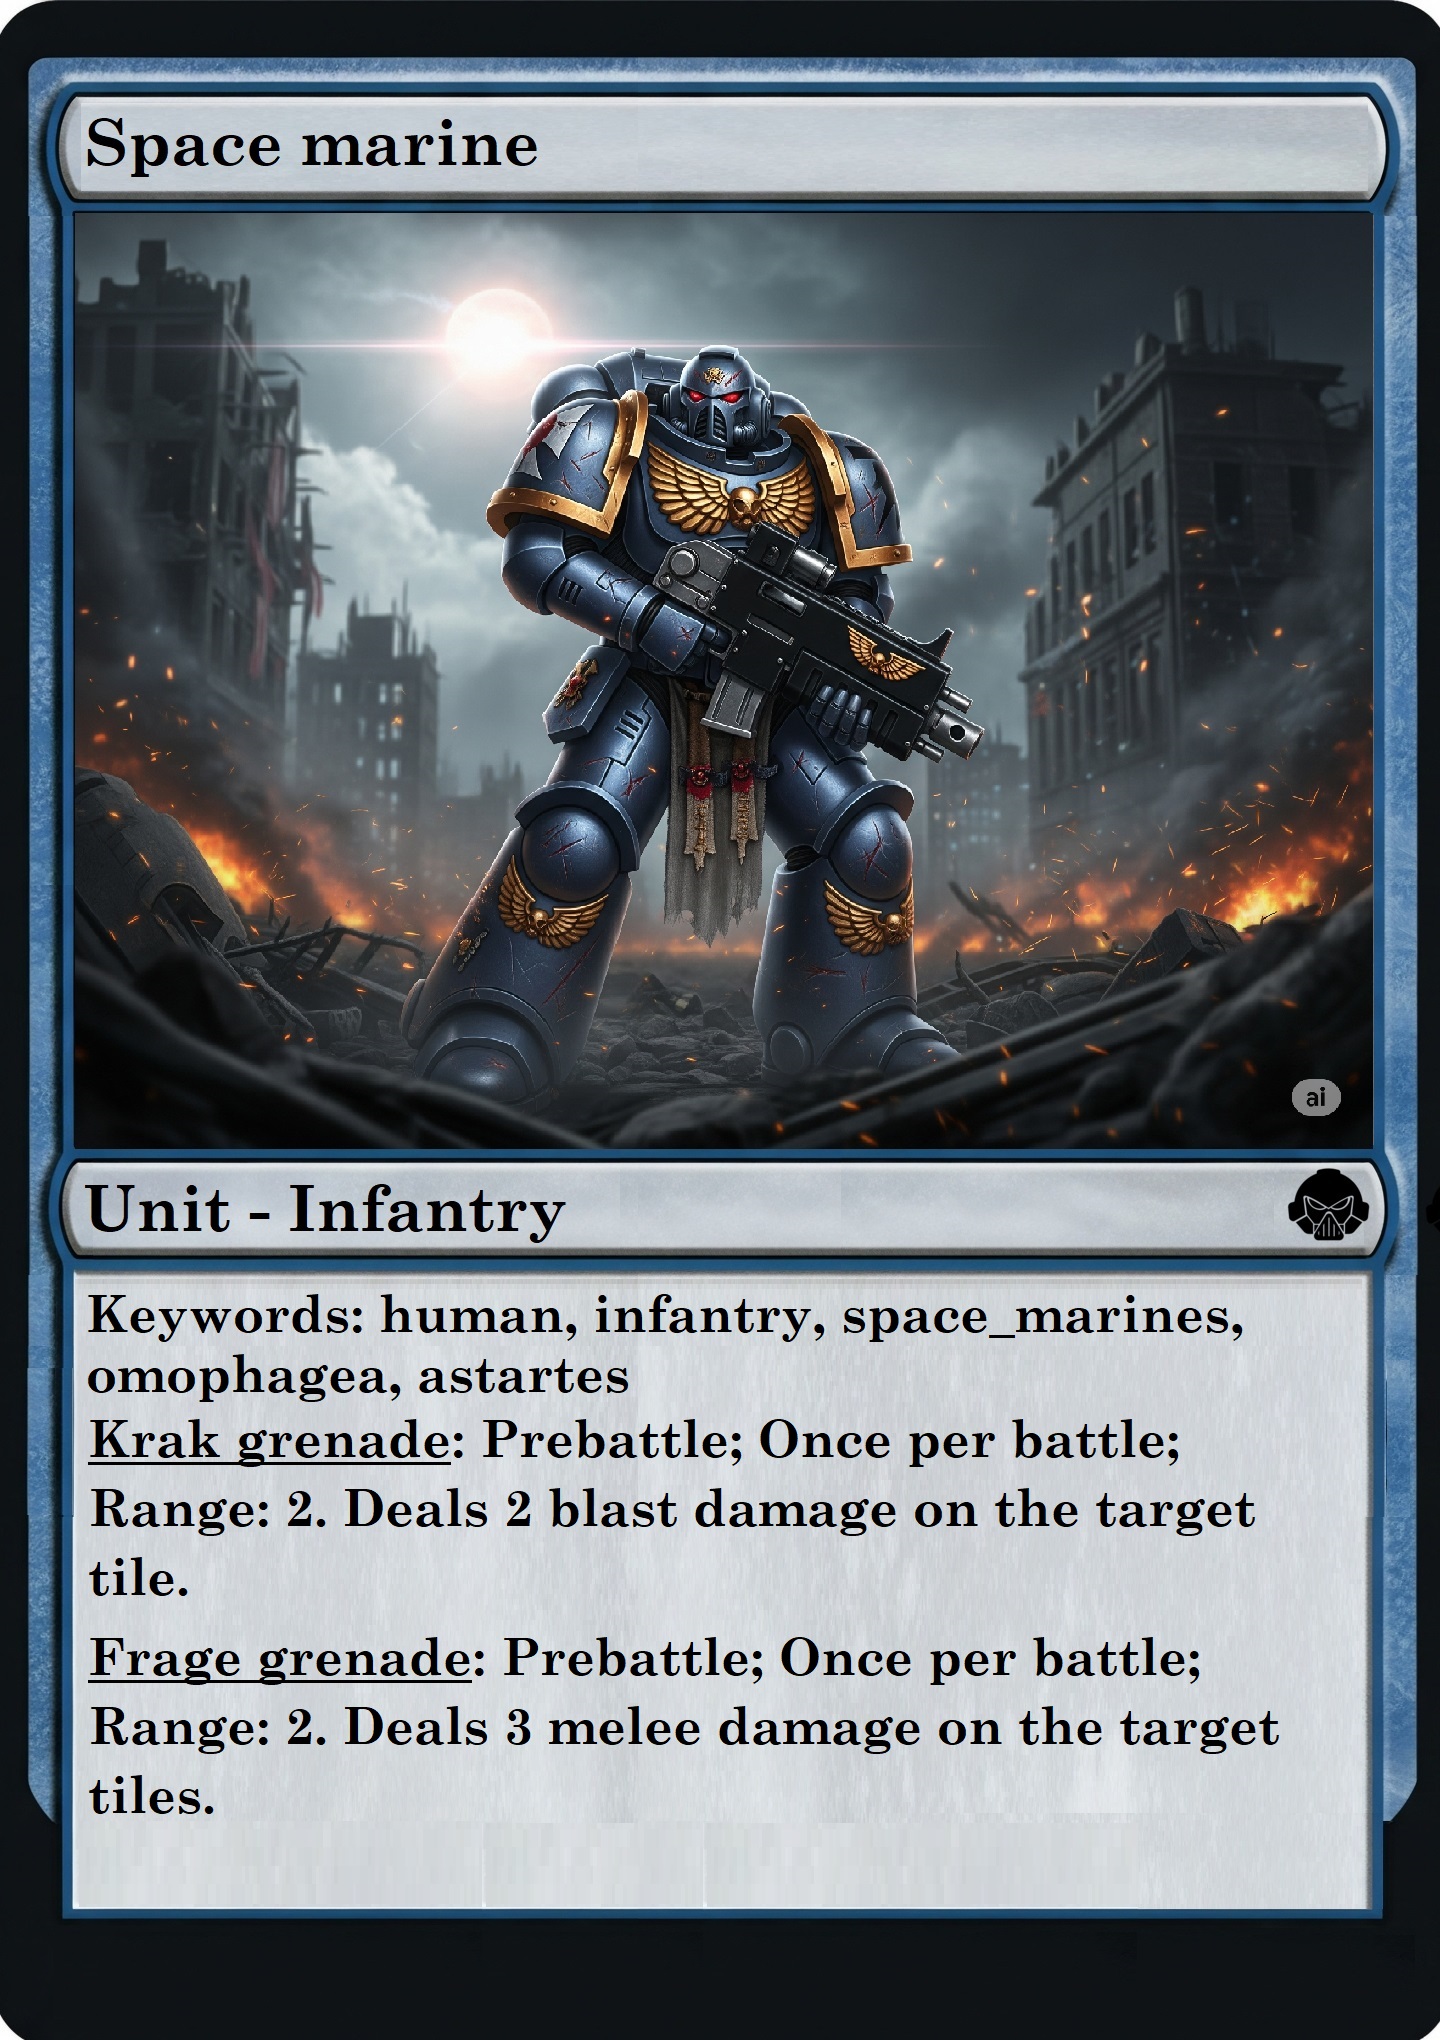 Space marine
ai
Unit - Infantry
Keywords: human, infantry, space_marines,
omophagea, astartes
Krak grenade: Prebattle; Once per battle;
Range: 2. Deals 2 blast damage on the target
tile.
Frage grenade: Prebattle; Once per battle;
Range: 2. Deals 3 melee damage on the target
tiles.